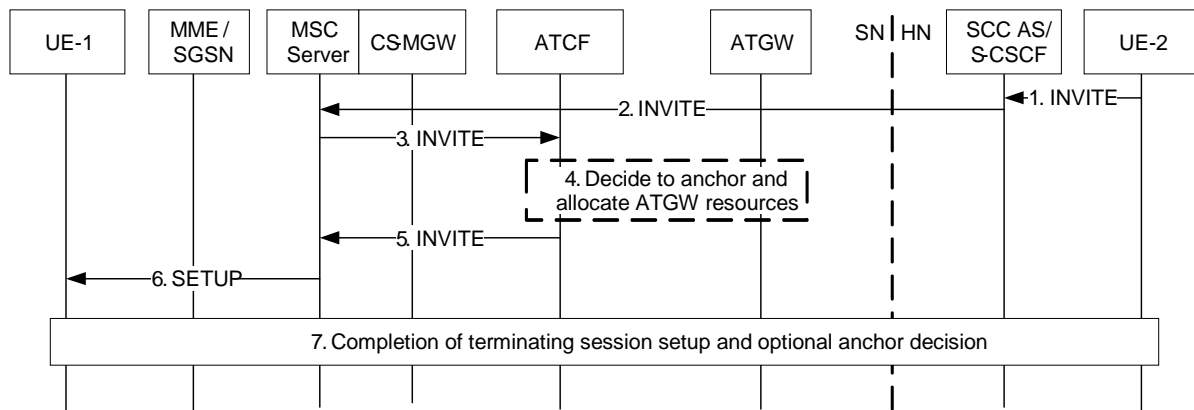 UE-1
MME /
SGSN
MSC
Server
CS-MGW
ATCF
ATGW
SN
HN
SCC AS/
S-CSCF
UE-2
1. INVITE
2. INVITE
3. INVITE
4. Decide to anchor and
allocate ATGW resources
5. INVITE
6. SETUP
7. Completion of terminating session setup and optional anchor decision